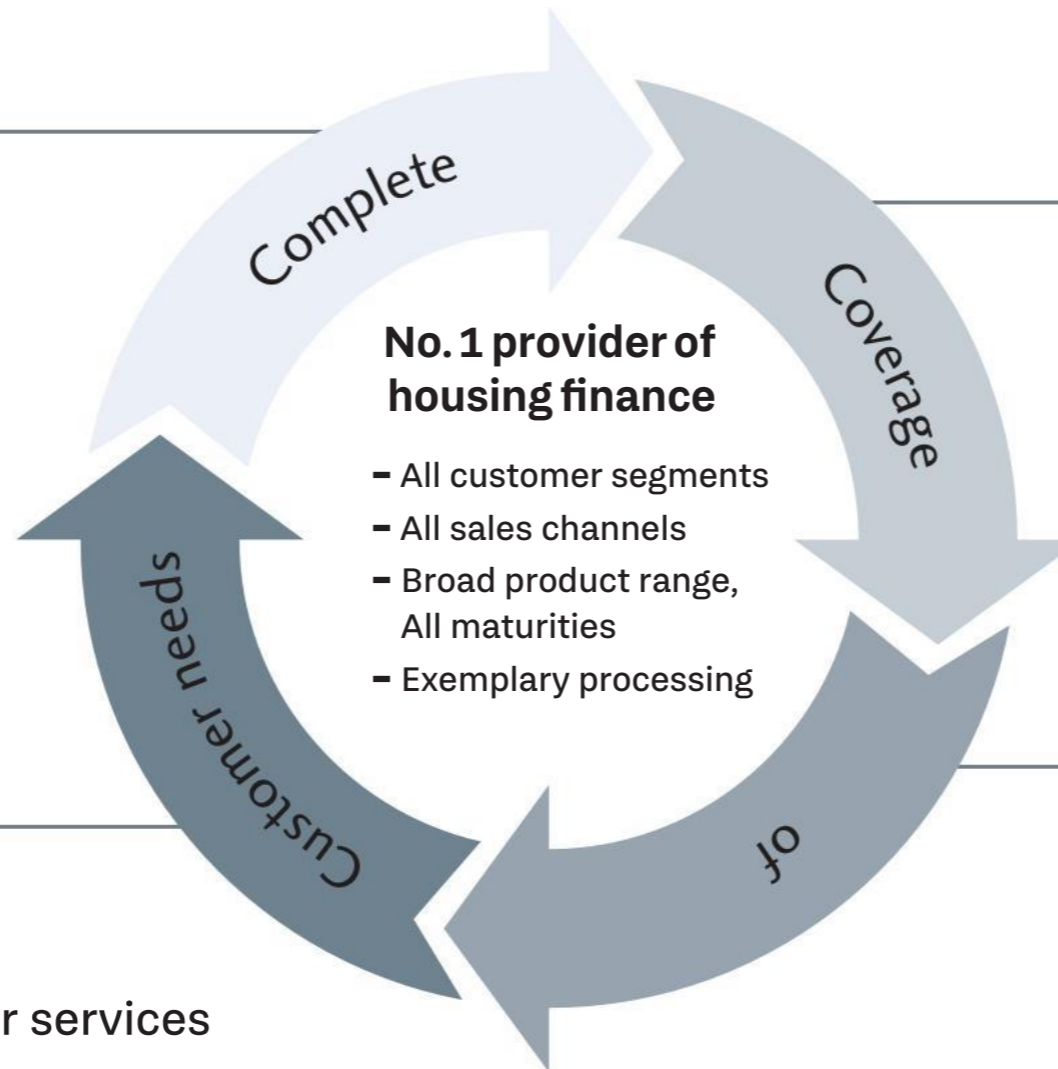 Complete
Coverage
of
Customer needs
No. 1 provider of
housing finance
- All customer segments
- All sales channels
- Broad product range,
All maturities
- Exemplary processing
r services